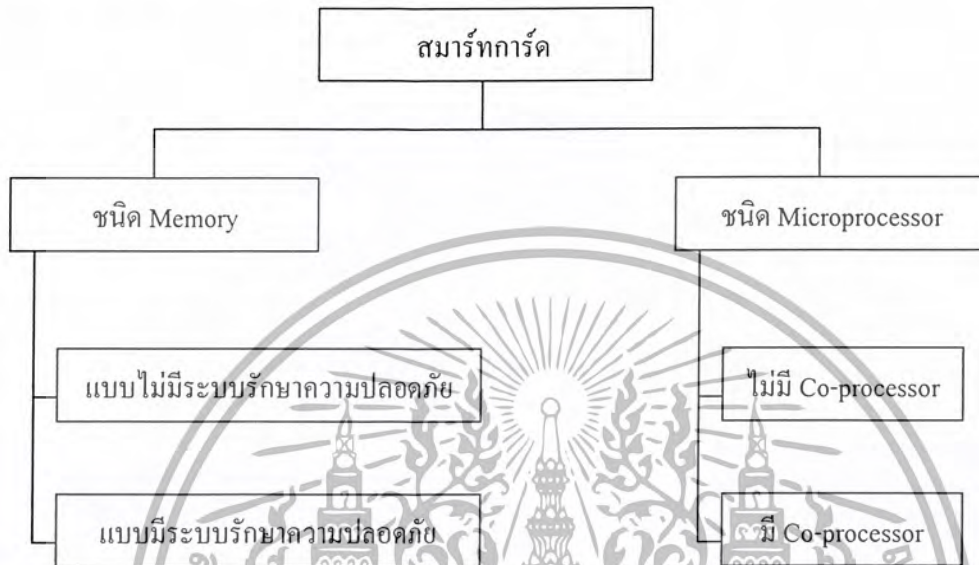 สมาร์ทการ์ด
ชนิด Memory
ชนิด Microprocessor
แบบไม่มีระบบรักษาความปลอดภัย
ไม่มี Co-processor
แบบมีระบบรักษาความปลอดภัย
มี Co-processor